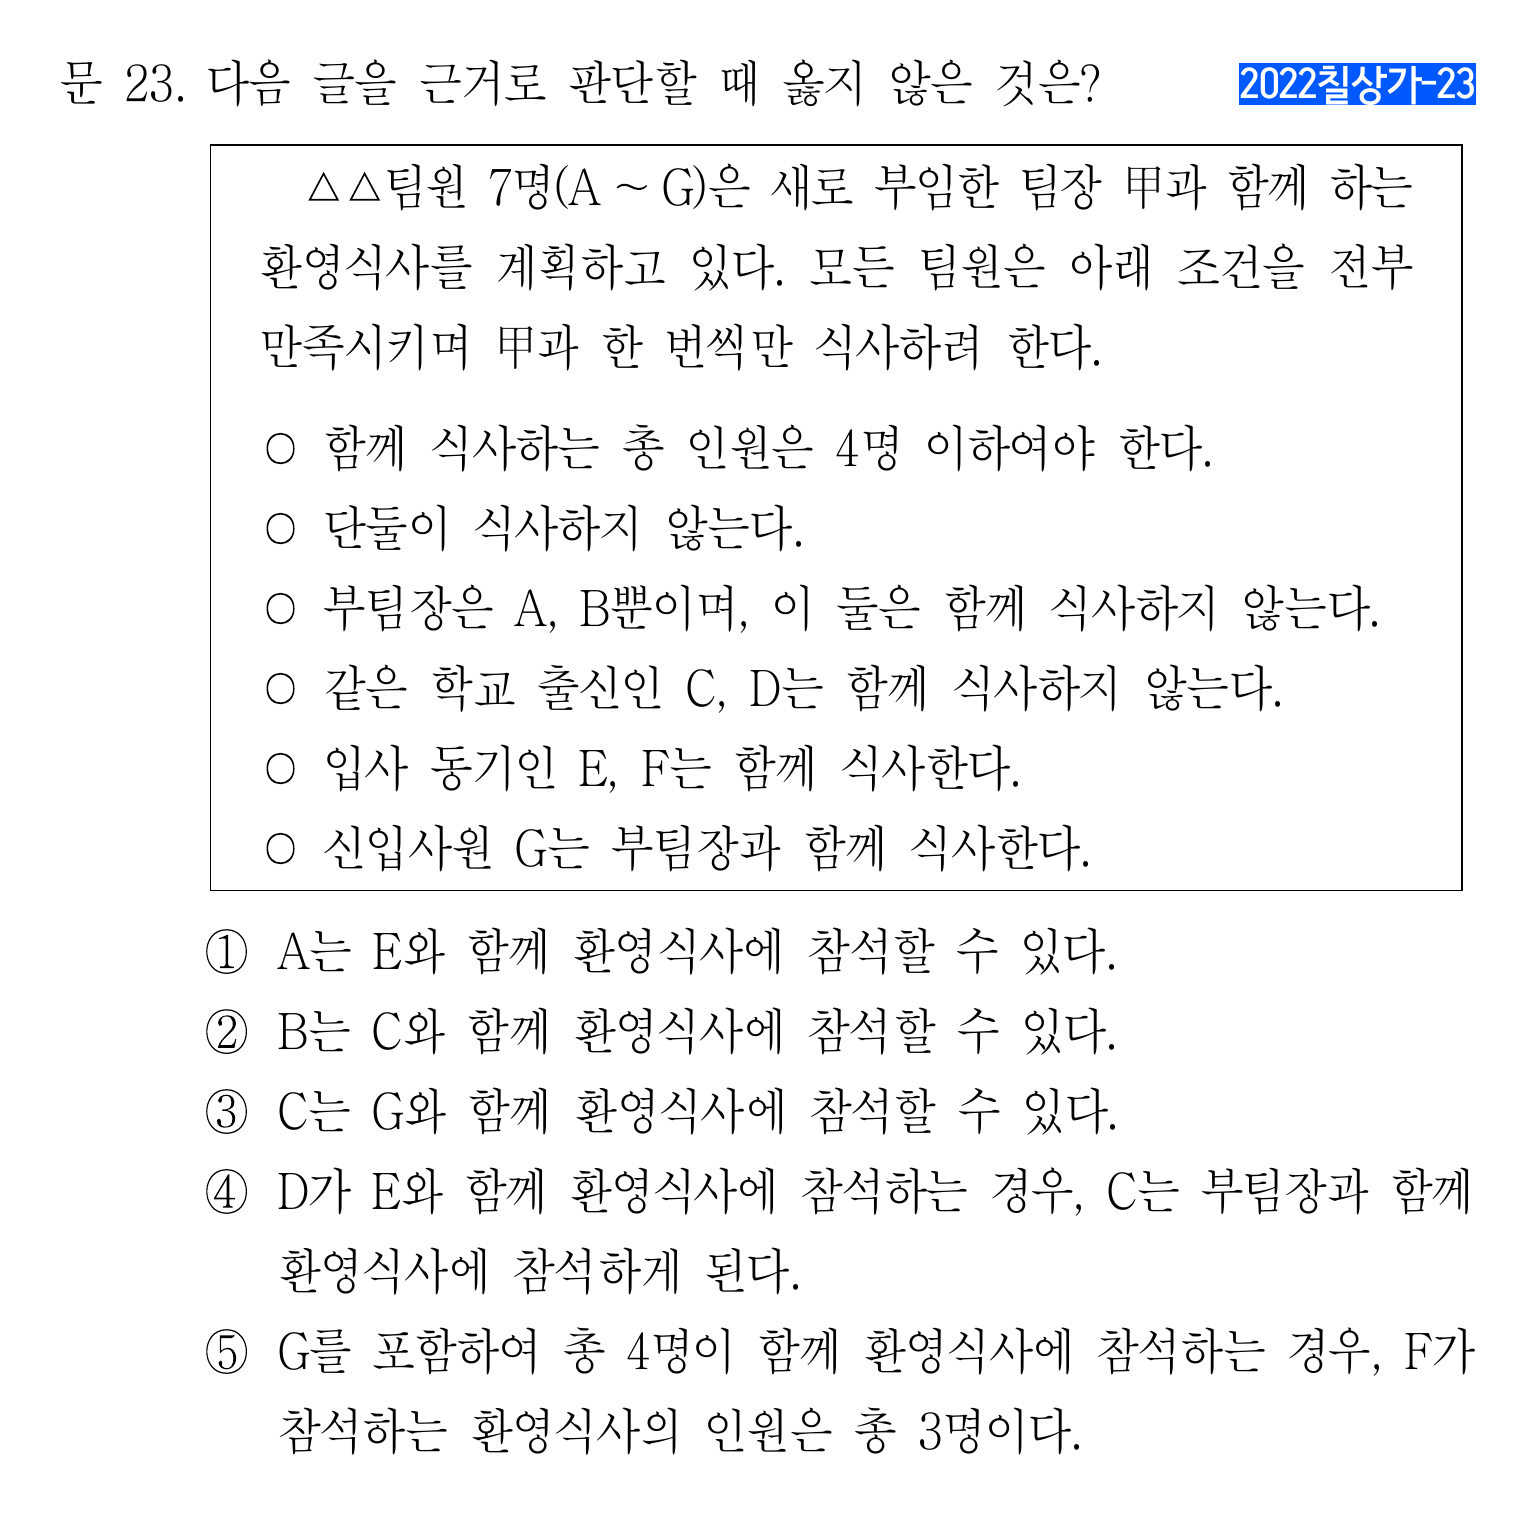 문 23. 다음 글을 근거로 판단할 때 옳지 않은 것은?
2022칠상가-23
△△팀원 7명(A ~ G)은 새로 부임한 팀장 甲과 함께 하는
환영식사를 계획하고 있다. 모든 팀원은 아래 조건을 전부
만족시키며 甲과 한 번씩만 식사하려 한다.
○ 함께 식사하는 총 인원은 4명 이하여야 한다.
○ 단둘이 식사하지 않는다.
○ 부팀장은 A, B뿐이며, 이 둘은 함께 식사하지 않는다.
○ 같은 학교 출신인 C, D는 함께 식사하지 않는다.
○ 입사 동기인 E, F는 함께 식사한다.
○ 신입사원 G는 부팀장과 함께 식사한다.
① A는 E와 함께 환영식사에 참석할 수 있다.
② B는 C와 함께 환영식사에 참석할 수 있다.
③ C는 G와 함께 환영식사에 참석할 수 있다.
④ D가 E와 함께 환영식사에 참석하는 경우, C는 부팀장과 함께
환영식사에 참석하게 된다.
⑤ G를 포함하여 총 4명이 함께 환영식사에 참석하는 경우, F가
참석하는 환영식사의 인원은 총 3명이다.